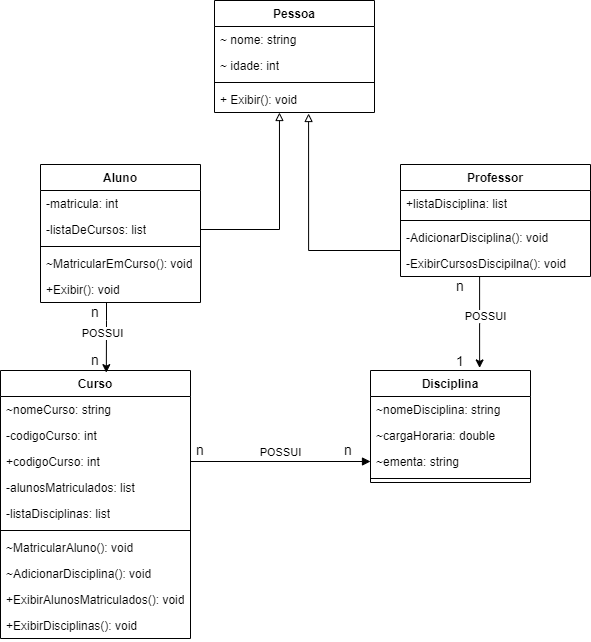 Pessoa
~ nome: string
~ idade: int
+ Exibir(): void
Aluno
-matricula: int
-listaDeCursos: list
~MatricularEmCurso(): void
+Exibir(): void
Professor
+listaDisciplina: list
-AdicionarDisciplina(): void
-ExibirCursosDiscipilna(): void
n
POSSUI
n
n
POSSUI
1
Curso
~nomeCurso: string
-codigoCurso: int
+codigoCurso: int
-alunosMatriculados: list
-listaDisciplinas: list
~MatricularAluno(): void
~AdicionarDisciplina(): void
+ExibirAlunosMatriculados(): void
+ExibirDisciplinas(): void
n
POSSUI
n
Disciplina
~nomeDisciplina: string
~cargaHoraria: double
~ementa: string